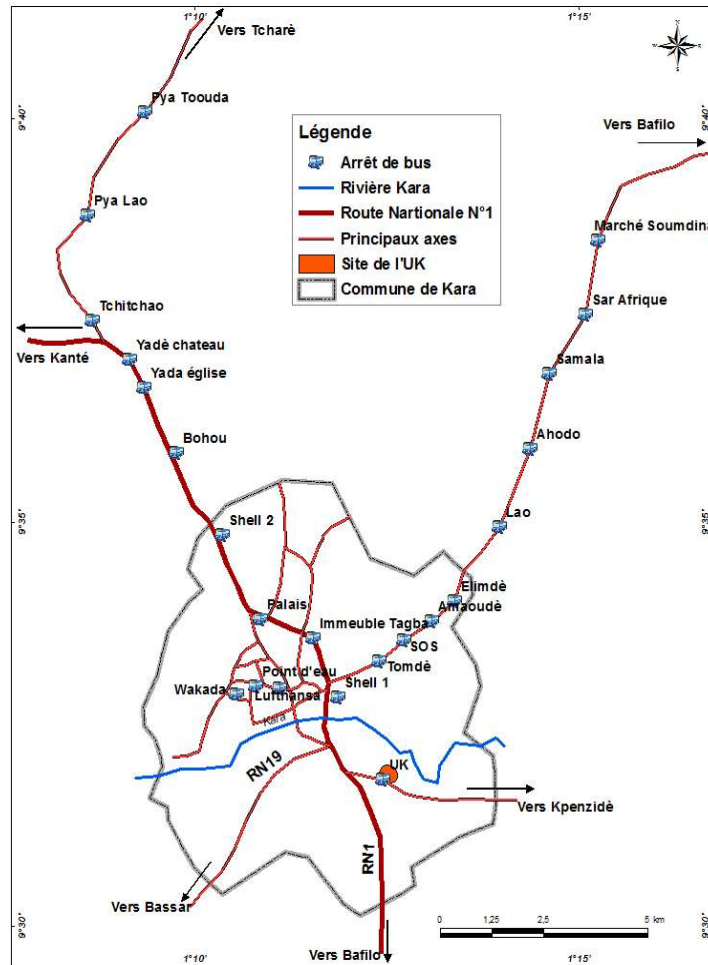 1°10'
1°15'
Vers Tcharè
Pya Toouda
9°40'
9°40'
Vers Bafilo
Légende
Arrêt de bus
Rivière Kara
Route Nartionale N°1
Principaux axes
Site de l'UK
Commune de Kara
Pya Lao
Marché Soumdina
Tchitchao
Sar Afrique
Vers Kanté
Yadè chateau
Yada église
Samala
Bohou
Ahodo
9°35'
Shell 2
Lao
9°35'
Elimdè
Palais
Amaoudè
Immeuble Tagba
SOS
Tomdè
Point d'eau
Wakada
Lufthansa
Shell 1
Kara
RN19
UK
Vers Kpenzidè
RN1
Vers Bassar
9°30'
9°30'
Vers Bafilo
0
1,25
2,5
5 km
1°10'
1°15'